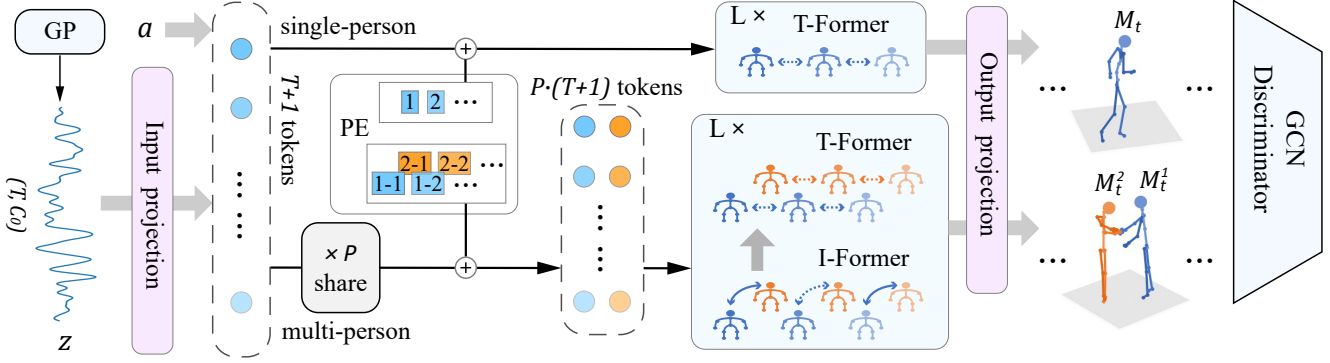 GP
(T, C₀)
z
a
Input projection
T+1 tokens
single-person
PE
1 2 ...
2-1 2-2 ...
1-1 1-2 ...
× P
share
multi-person
P·(T+1) tokens
L ×
T-Former
L ×
T-Former
I-Former
Output projection
M_t
...
...
M_t^2
M_t^1
...
...
GCN
Discriminator